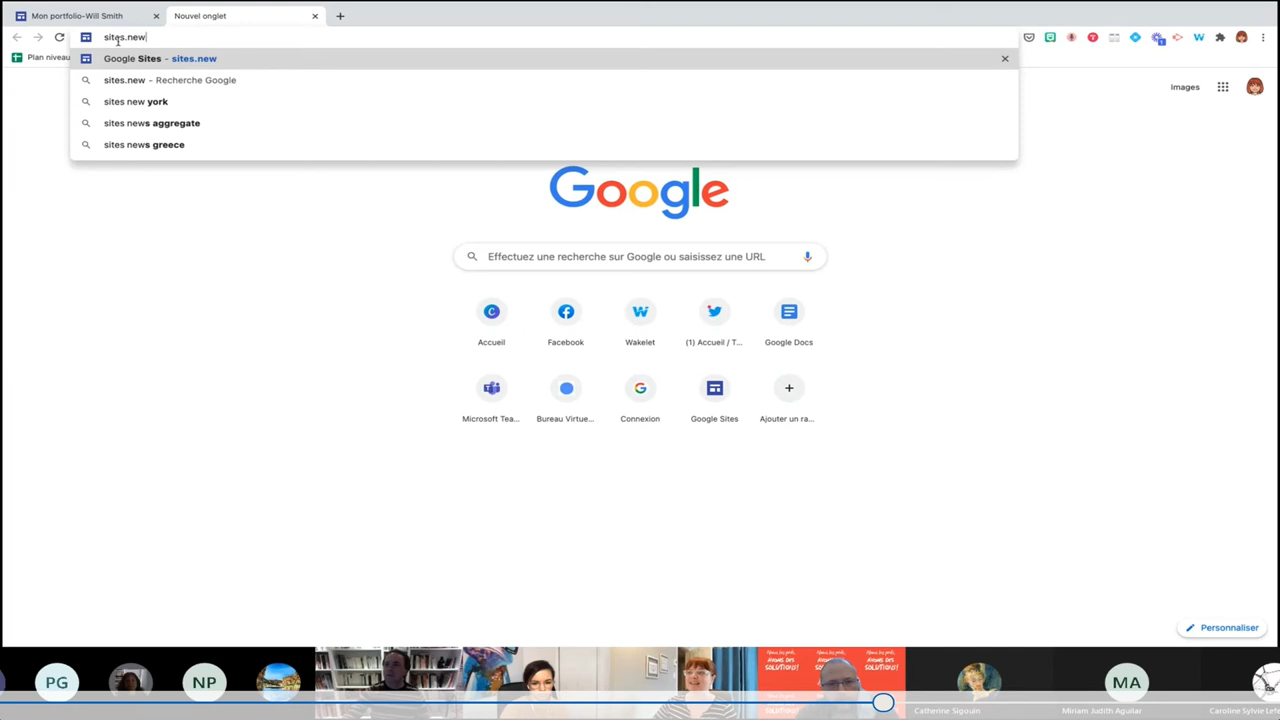 Mon portfolio-Will Smith
Nouvel onglet
sites.new
Plan niveau
Google Sites – sites.new
sites.new – Recherche Google
sites new york
sites news aggregate
sites news greece
Images
Google
Effectuez une recherche sur Google ou saisissez une URL
Accueil
Facebook
Wakelet
(1) Accueil / T...
Google Docs
Microsoft Tea...
Bureau Virtue...
Connexion
Google Sites
Ajouter un ra...
Personnaliser
PG
NP
SOLUTIONS!
SOLUTIONS!
MA
Catherine Sigouin
Miriam Judith Aguilar
Caroline Sylvie Lefe